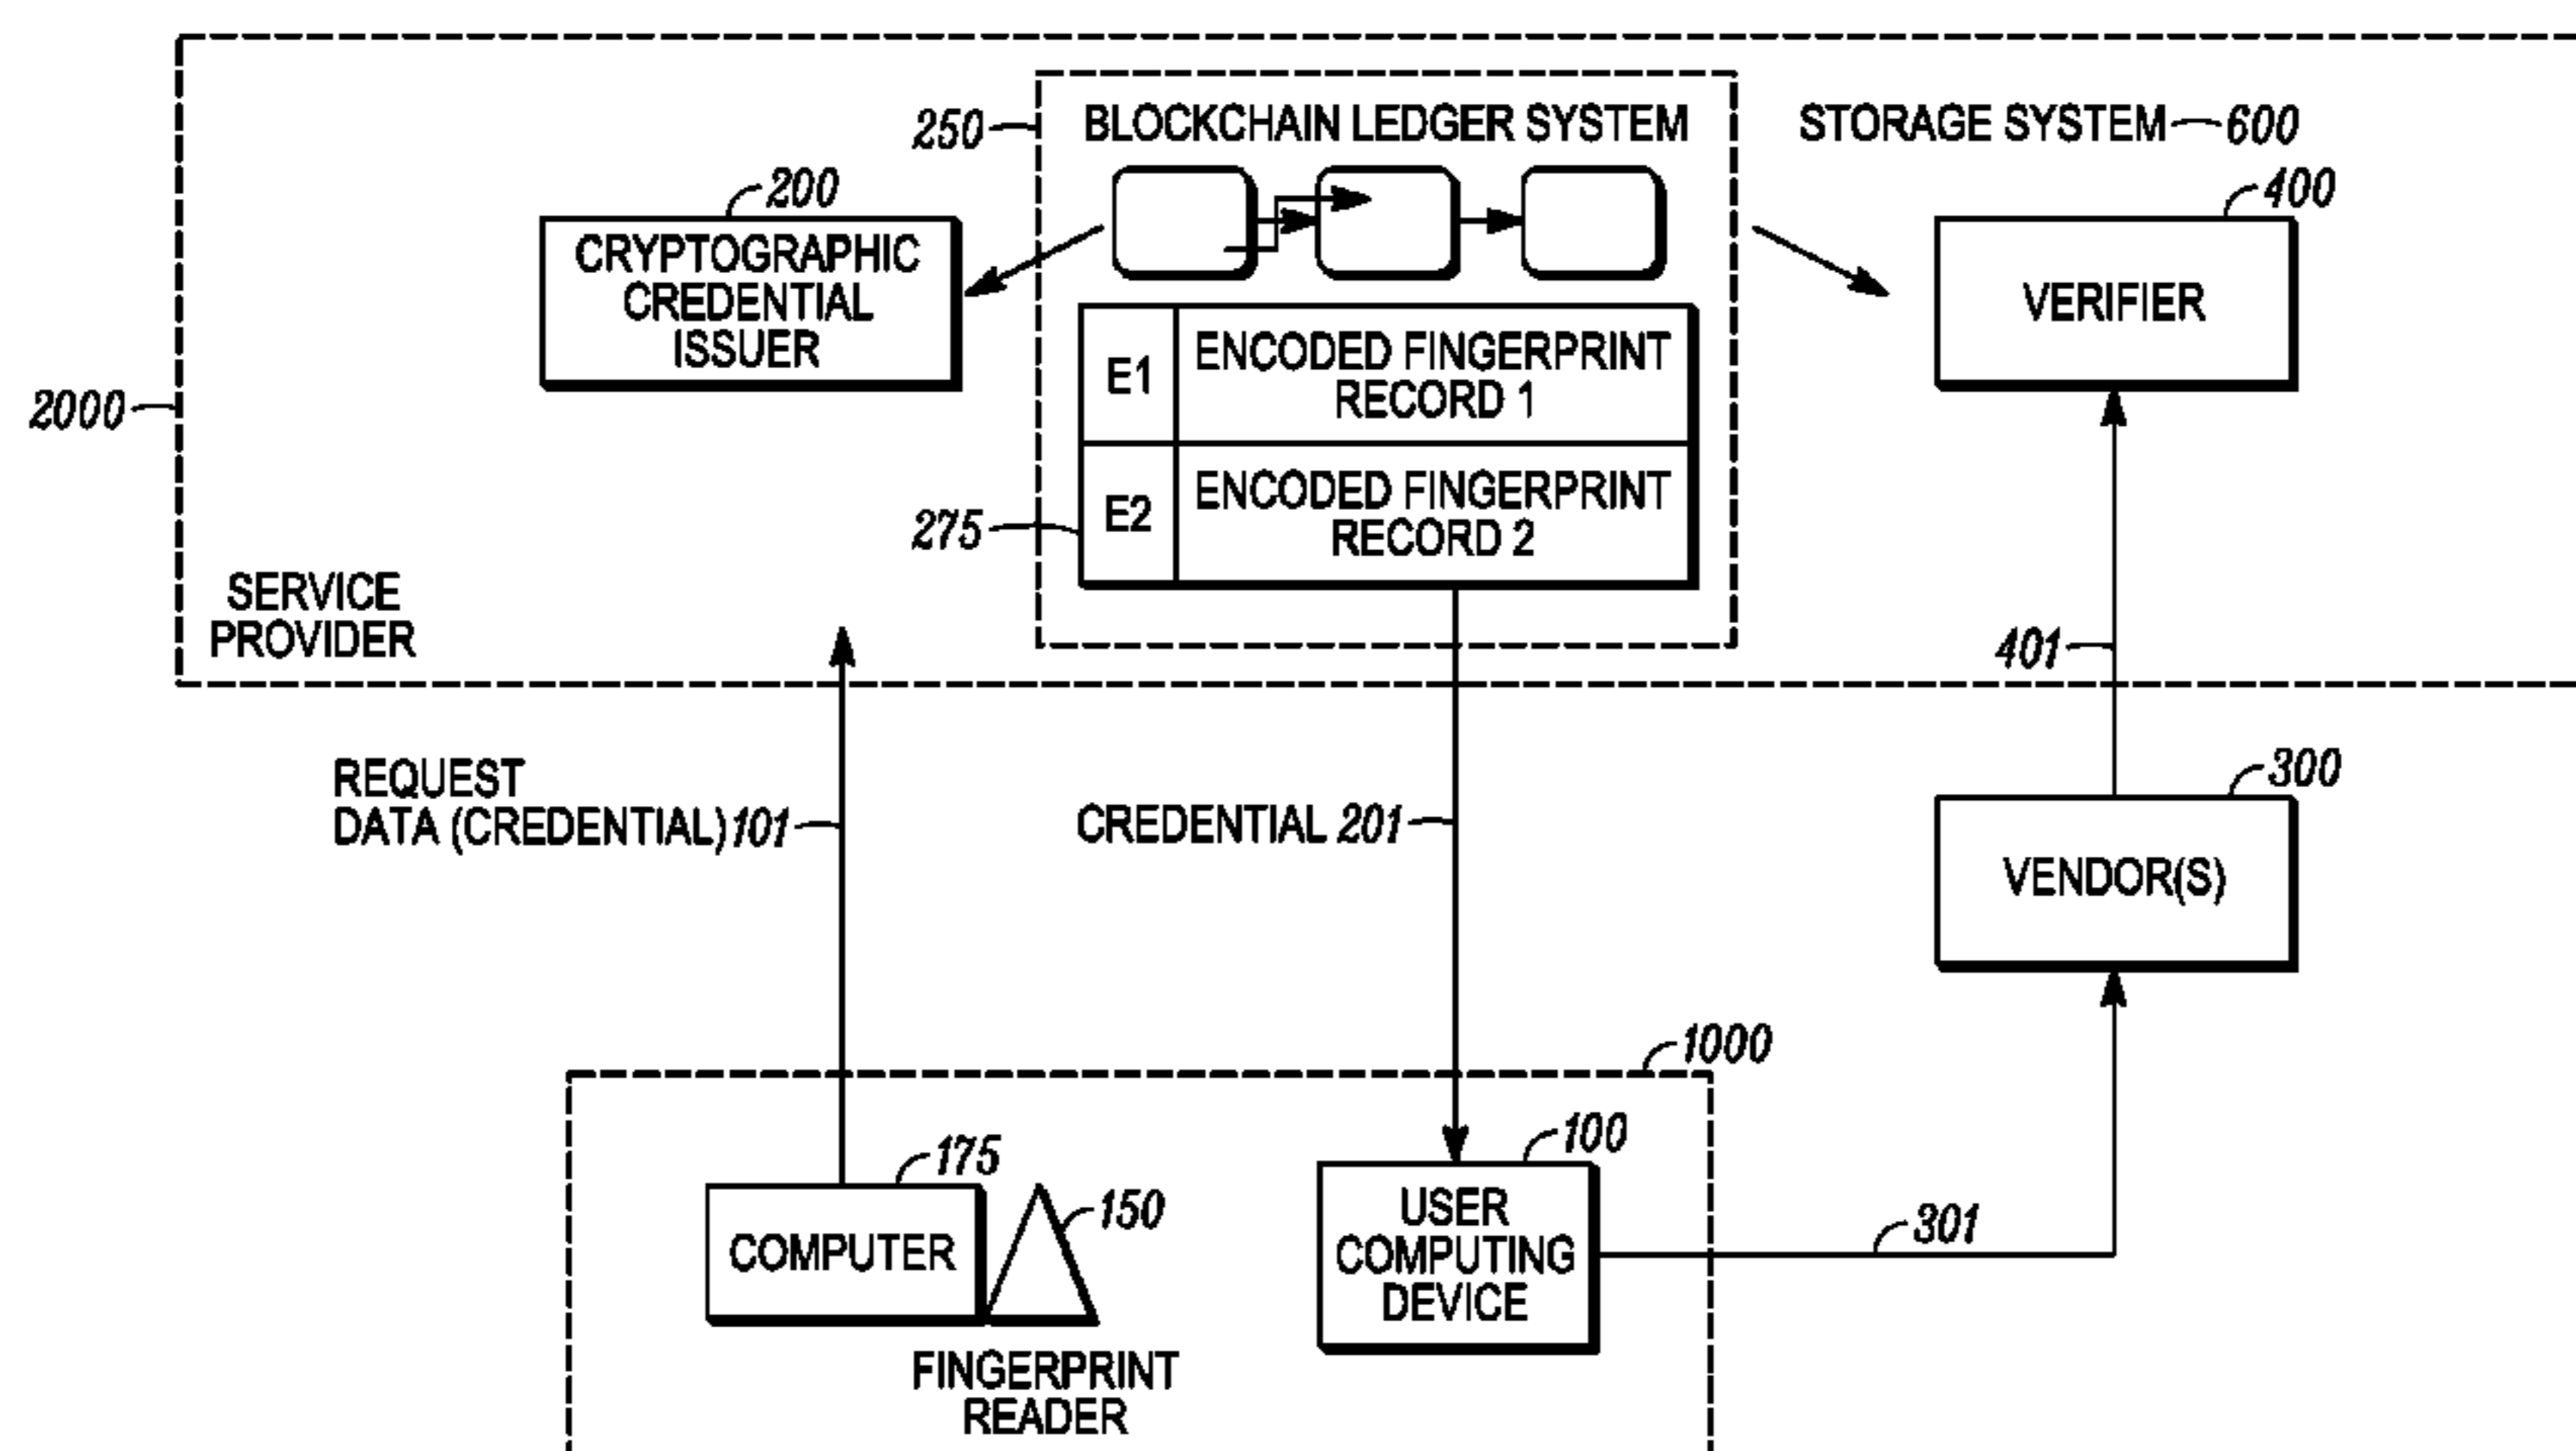 250
BLOCKCHAIN LEDGER SYSTEM
STORAGE SYSTEM 600
200
400
CRYPTOGRAPHIC
CREDENTIAL
ISSUER
VERIFIER
E1
ENCODED FINGERPRINT
RECORD 1
2000
E2
ENCODED FINGERPRINT
RECORD 2
275
SERVICE
PROVIDER
401
REQUEST
DATA (CREDENTIAL) 101
CREDENTIAL 201
300
VENDOR(S)
1000
100
175
150
COMPUTER
USER
COMPUTING
DEVICE
301
FINGERPRINT
READER